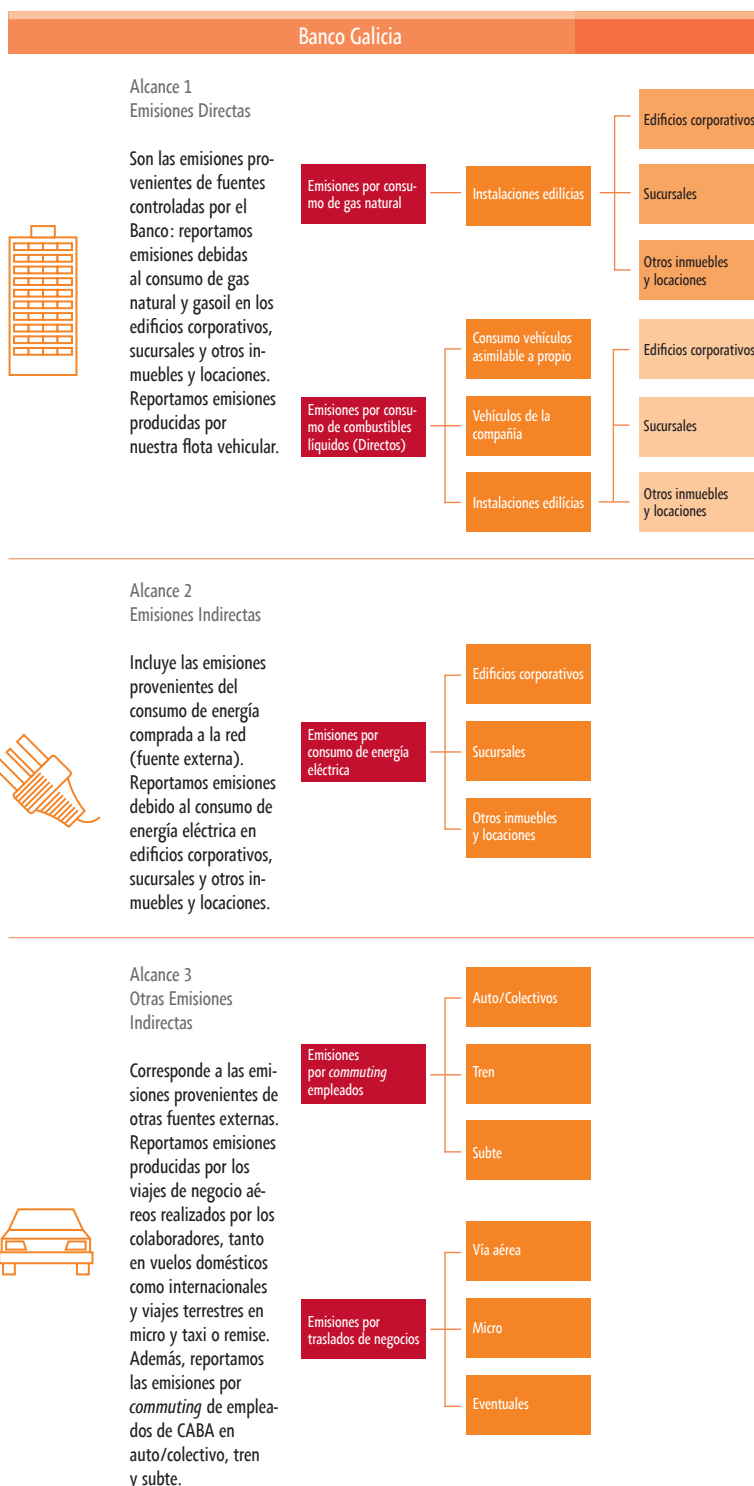 Banco Galicia
Alcance 1
Emisiones Directas
Son las emisiones pro-
venientes de fuentes
controladas por el
Banco: reportamos
emisiones debidas
al consumo de gas
natural y gasoil en los
edificios corporativos,
sucursales y otros in-
muebles y locaciones.
Reportamos emisiones
producidas por
nuestra flota vehicular.
Emisiones por consu-
mo de gas natural
Instalaciones edilícias
Edificios corporativos
Sucursales
Otros inmuebles
y locaciones
Emisiones por consu-
mo de combustibles
líquidos (Directos)
Consumo vehículos
asimilable a propio
Vehículos de la
compañía
Instalaciones edilícias
Edificios corporativos
Sucursales
Otros inmuebles
y locaciones
Alcance 2
Emisiones Indirectas
Incluye las emisiones
provenientes del
consumo de energía
comprada a la red
(fuente externa).
Reportamos emisiones
debido al consumo de
energía eléctrica en
edificios corporativos,
sucursales y otros in-
muebles y locaciones.
Emisiones por
consumo de energía
eléctrica
Edificios corporativos
Sucursales
Otros inmuebles
y locaciones
Alcance 3
Otras Emisiones
Indirectas
Corresponde a las emi-
siones provenientes de
otras fuentes externas.
Reportamos emisiones
producidas por los
viajes de negocio aé-
reos realizados por los
colaboradores, tanto
en vuelos domésticos
como internacionales
y viajes terrestres en
micro y taxi o remise.
Además, reportamos
las emisiones por
commuting de emplea-
dos de CABA en
auto/colectivo, tren
y subte.
Emisiones
por commuting
empleados
Auto/Colectivos
Tren
Subte
Emisiones por
traslados de negocios
Vía aérea
Micro
Eventuales